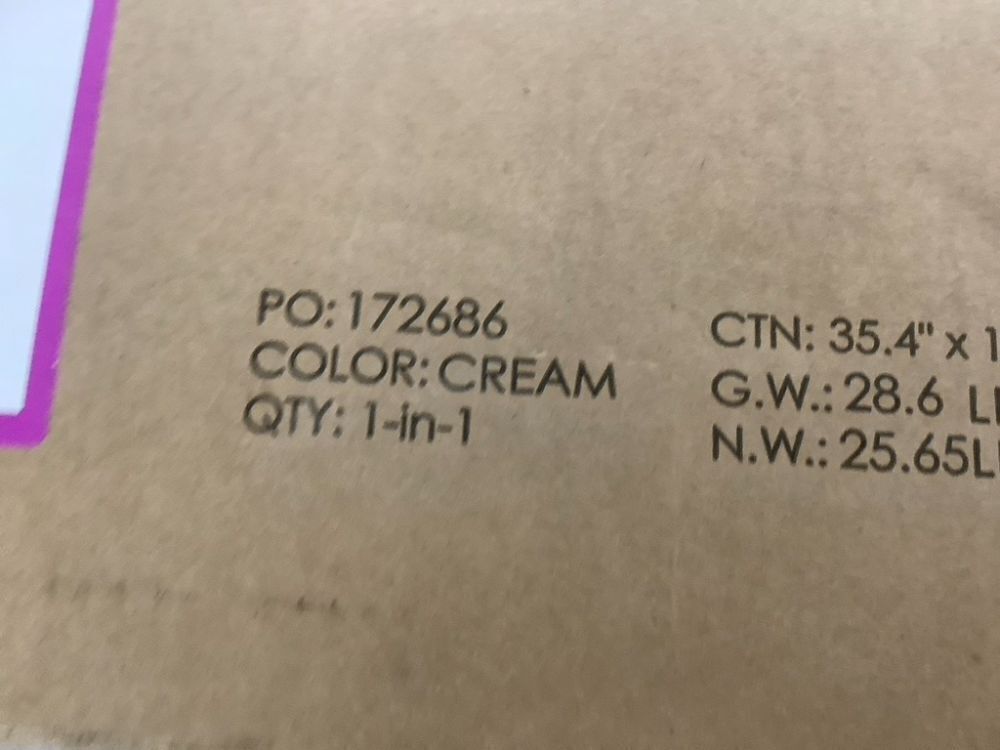 PO: 172686
COLOR: CREAM
QTY: 1-in-1
CTN: 35.4" x 1
G.W.: 28.6 L
N.W.: 25.65L